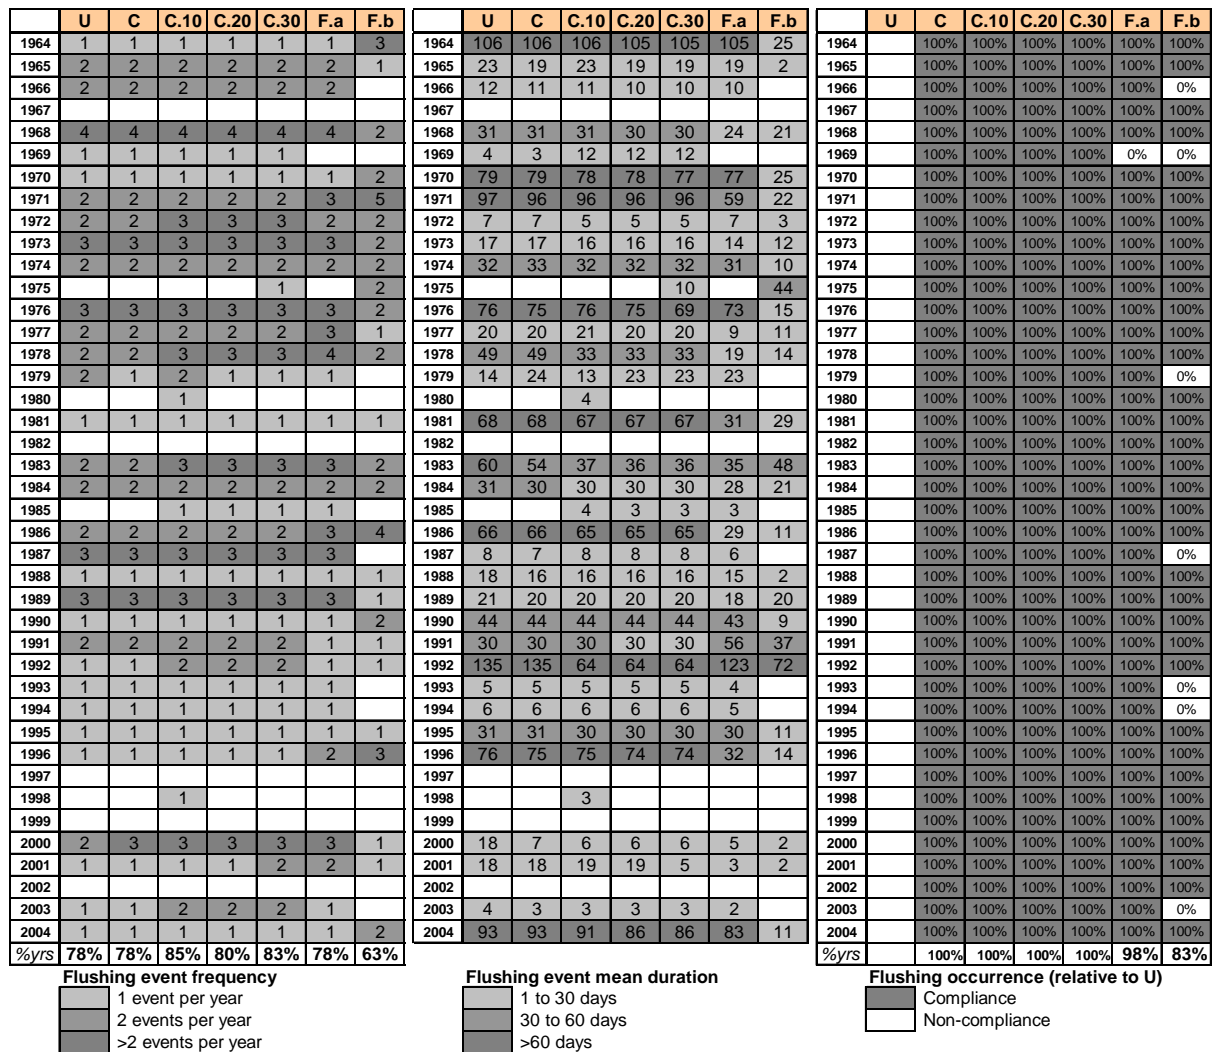 U C C.10 C.20 C.30 F.a F.b U C C.10 C.20 C.30 F.a F.b U C C.10 C.20 C.30 F.a F.b
1964 1 1 1 1 1 1 3 1964 106 106 106 105 105 105 25 1964 100% 100% 100% 100% 100% 100%
1965 2 2 2 2 2 2 1 1965 23 19 23 19 19 19 2 1965 100% 100% 100% 100% 100% 100%
1966 2 2 2 2 2 2 1966 12 11 11 10 10 10 1966 100% 100% 100% 100% 100% 0%
1967 1967 1967 100% 100% 100% 100% 100% 100%
1968 4 4 4 4 4 4 2 1968 31 31 31 30 30 24 21 1968 100% 100% 100% 100% 100% 100%
1969 1 1 1 1 1 1969 4 3 12 12 12 1969 100% 100% 100% 100% 0% 0%
1970 1 1 1 1 1 1 2 1970 79 79 78 78 77 77 25 1970 100% 100% 100% 100% 100% 100%
1971 2 2 2 2 2 3 5 1971 97 96 96 96 96 59 22 1971 100% 100% 100% 100% 100% 100%
1972 2 2 3 3 3 2 2 1972 7 7 5 5 5 7 3 1972 100% 100% 100% 100% 100% 100%
1973 3 3 3 3 3 3 2 1973 17 17 16 16 16 14 12 1973 100% 100% 100% 100% 100% 100%
1974 2 2 2 2 2 2 2 1974 32 33 32 32 32 31 10 1974 100% 100% 100% 100% 100% 100%
1975 1 2 1975 10 44 1975 100% 100% 100% 100% 100% 100%
1976 3 3 3 3 3 3 2 1976 76 75 76 75 69 73 15 1976 100% 100% 100% 100% 100% 100%
1977 2 2 2 2 2 3 1 1977 20 20 21 20 20 9 11 1977 100% 100% 100% 100% 100% 100%
1978 2 2 3 3 3 4 2 1978 49 49 33 33 33 19 14 1978 100% 100% 100% 100% 100% 100%
1979 2 1 2 1 1 1 1979 14 24 13 23 23 23 1979 100% 100% 100% 100% 100% 0%
1980 1 1980 4 1980 100% 100% 100% 100% 100% 100%
1981 1 1 1 1 1 1 1 1981 68 68 67 67 67 31 29 1981 100% 100% 100% 100% 100% 100%
1982 1982 1982 100% 100% 100% 100% 100% 100%
1983 2 2 3 3 3 3 2 1983 60 54 37 36 36 35 48 1983 100% 100% 100% 100% 100% 100%
1984 2 2 2 2 2 2 2 1984 31 30 30 30 30 28 21 1984 100% 100% 100% 100% 100% 100%
1985 1 1 1 1 1985 4 3 3 3 1985 100% 100% 100% 100% 100% 100%
1986 2 2 2 2 2 3 4 1986 66 66 65 65 65 29 11 1986 100% 100% 100% 100% 100% 100%
1987 3 3 3 3 3 3 1987 8 7 8 8 8 6 1987 100% 100% 100% 100% 100% 0%
1988 1 1 1 1 1 1 1 1988 18 16 16 16 16 15 2 1988 100% 100% 100% 100% 100% 100%
1989 3 3 3 3 3 3 1 1989 21 20 20 20 20 18 20 1989 100% 100% 100% 100% 100% 100%
1990 1 1 1 1 1 1 2 1990 44 44 44 44 44 43 9 1990 100% 100% 100% 100% 100% 100%
1991 2 2 2 2 2 1 1 1991 30 30 30 30 30 56 37 1991 100% 100% 100% 100% 100% 100%
1992 1 1 2 2 2 1 1 1992 135 135 64 64 64 123 72 1992 100% 100% 100% 100% 100% 100%
1993 1 1 1 1 1 1 1993 5 5 5 5 5 4 1993 100% 100% 100% 100% 100% 0%
1994 1 1 1 1 1 1 1994 6 6 6 6 6 5 1994 100% 100% 100% 100% 100% 0%
1995 1 1 1 1 1 1 1 1995 31 31 30 30 30 30 11 1995 100% 100% 100% 100% 100% 100%
1996 1 1 1 1 1 2 3 1996 76 75 75 74 74 32 14 1996 100% 100% 100% 100% 100% 100%
1997 1997 1997 100% 100% 100% 100% 100% 100%
1998 1 1998 3 1998 100% 100% 100% 100% 100% 100%
1999 1999 1999 100% 100% 100% 100% 100% 100%
2000 2 3 3 3 3 3 1 2000 18 7 6 6 6 5 2 2000 100% 100% 100% 100% 100% 100%
2001 1 1 1 1 2 2 1 2001 18 18 19 19 5 3 2 2001 100% 100% 100% 100% 100% 100%
2002 2002 2002 100% 100% 100% 100% 100% 100%
2003 1 1 2 2 2 1 2003 4 3 3 3 3 2 2003 100% 100% 100% 100% 100% 0%
2004 1 1 1 1 1 1 2 2004 93 93 91 86 86 83 11 2004 100% 100% 100% 100% 100% 100%
%yrs 78% 78% 85% 80% 83% 78% 63% %yrs 100% 100% 100% 100% 98% 83%
Flushing event frequency Flushing event mean duration Flushing occurrence (relative to U)
1 event per year 1 to 30 days Compliance
2 events per year 30 to 60 days Non-compliance
>2 events per year >60 days